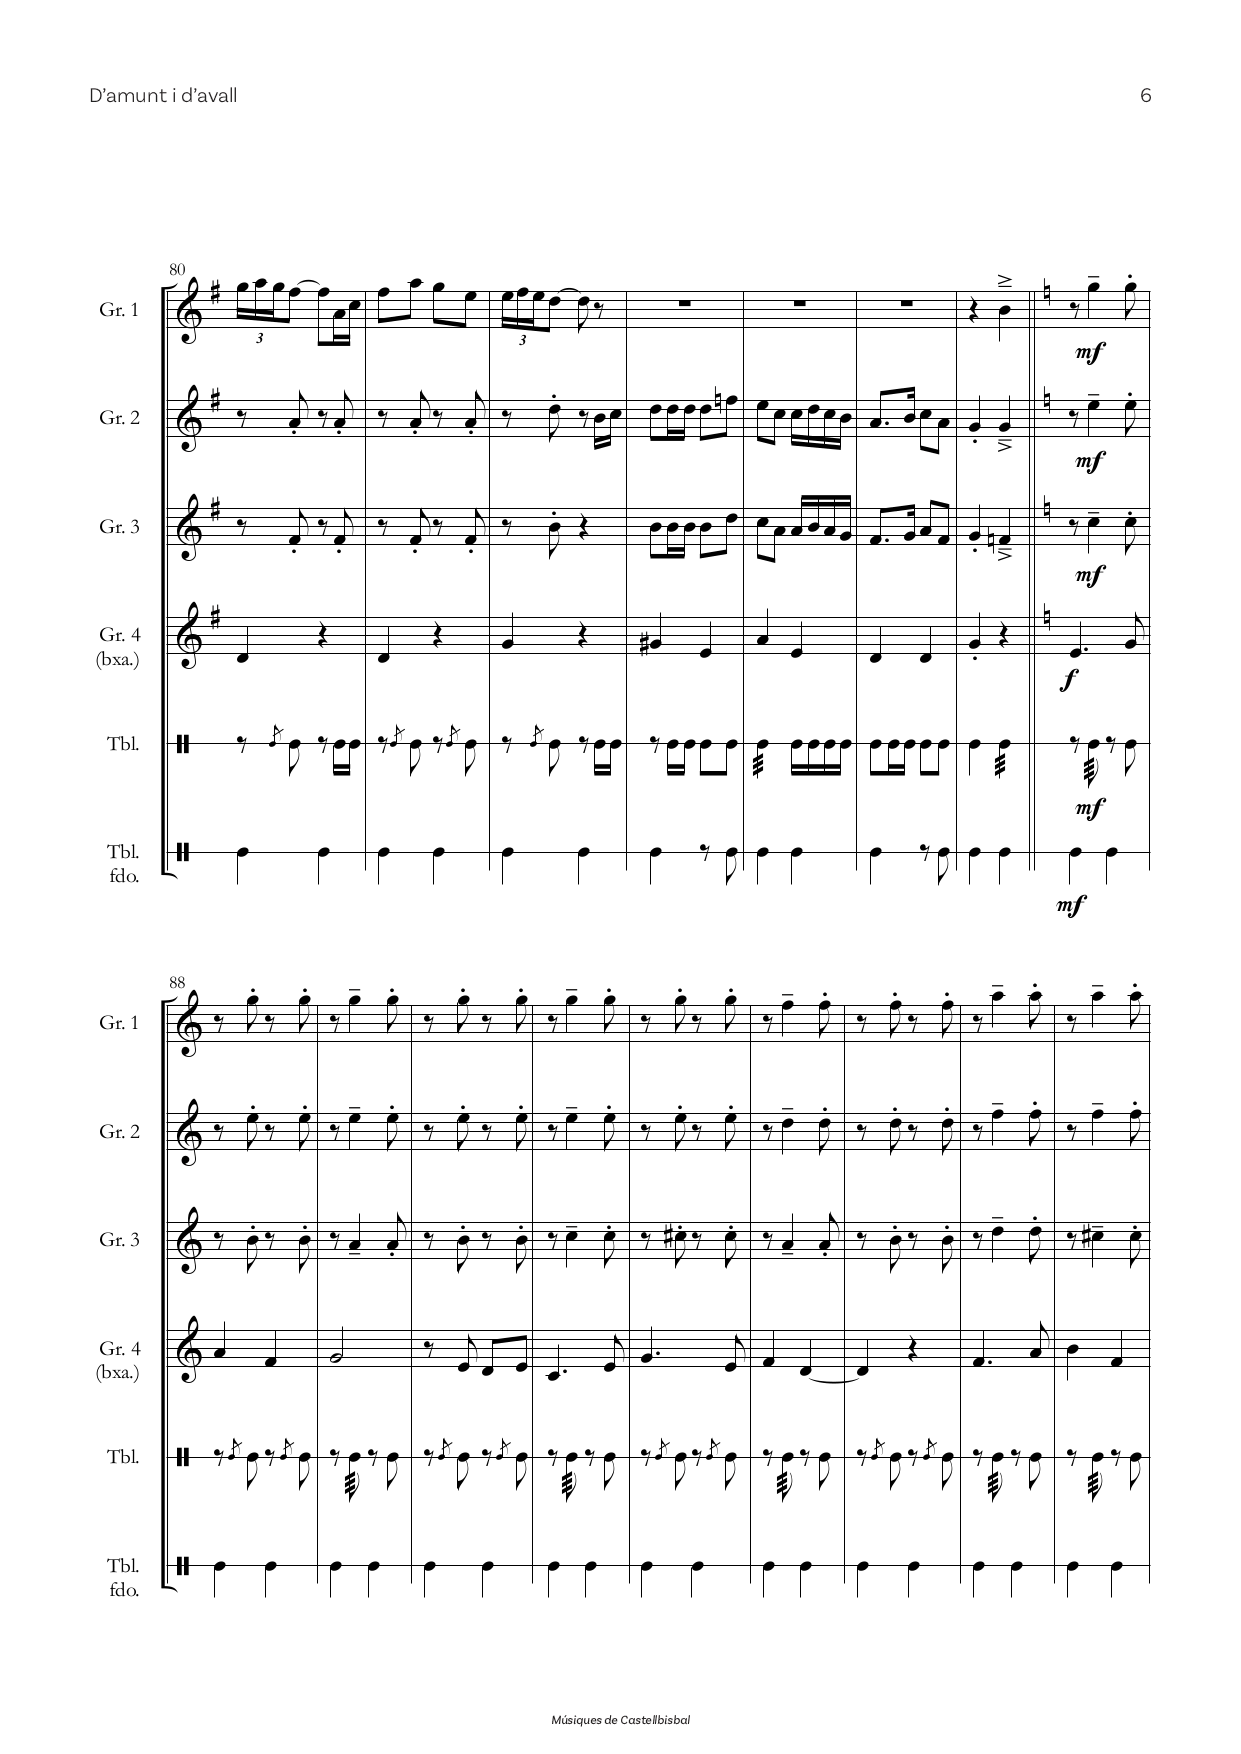 D’amunt i d’avall 6
80
Gr. 1
3
3
mf
Gr. 2
mf
Gr. 3
mf
Gr. 4
(bxa.)
f
Tbl.
mf
Tbl.
fdo.
mf
88
Gr. 1
Gr. 2
Gr. 3
Gr. 4
(bxa.)
Tbl.
Tbl.
fdo.
Músiques de Castellbisbal